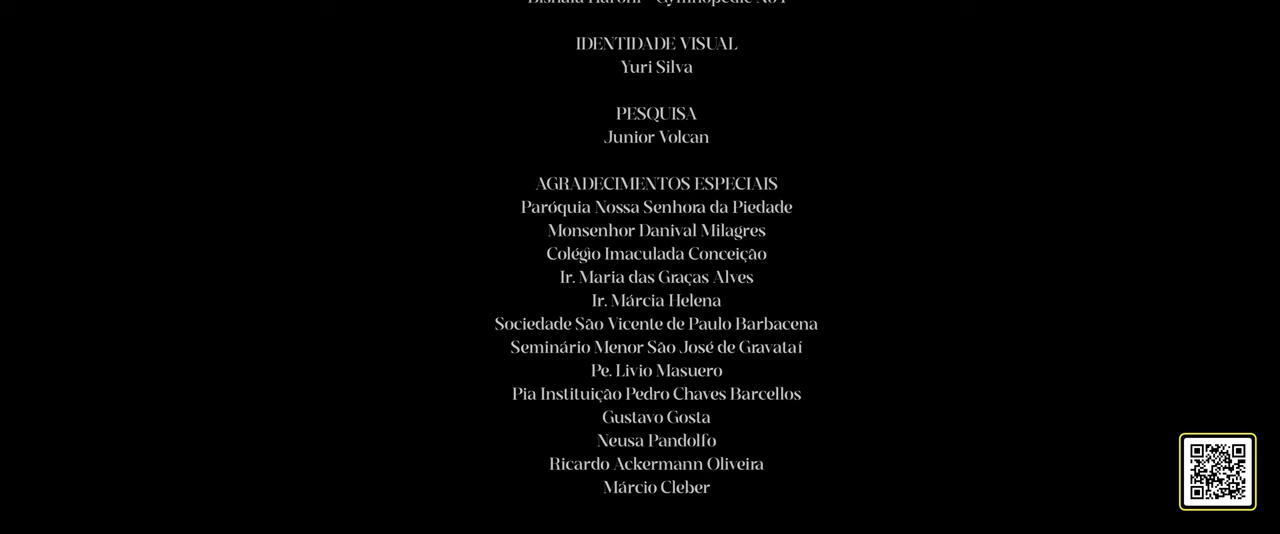 IDENTIDADE VISUAL
Yuri Silva
PESQUISA
Junior Volcan
AGRADECIMENTOS ESPECIAIS
Paróquia Nossa Senhora da Piedade
Monsenhor Danival Milagres
Colégio Imaculada Conceição
Ir. Maria das Graças Alves
Ir. Márcia Helena
Sociedade São Vicente de Paulo Barbacena
Seminário Menor São José de Gravataí
Pe. Livio Masuero
Pia Instituição Pedro Chaves Barcellos
Gustavo Gosta
Neusa Pandolfo
Ricardo Ackermann Oliveira
Márcio Cleber